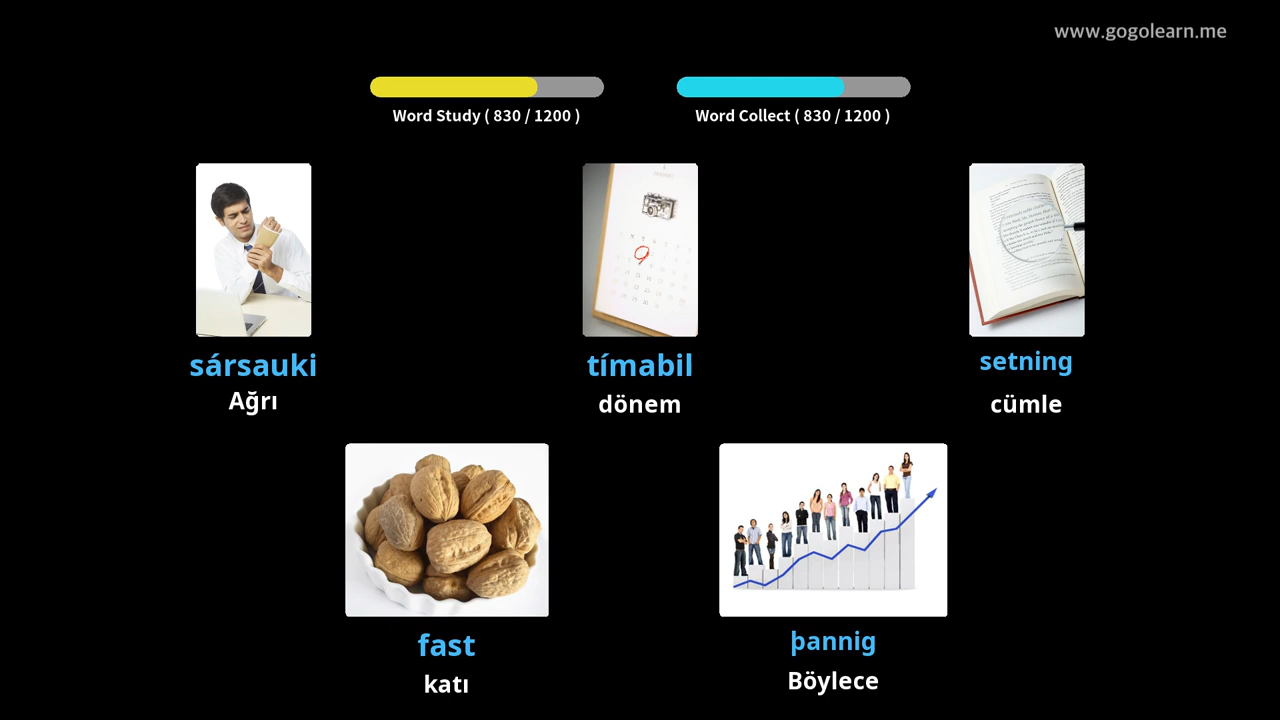 www.gogolearn.me
Word Study ( 830 / 1200 )
Word Collect ( 830 / 1200 )
sársauki
tímabil
setning
Ağrı
dönem
cümle
fast
þannig
katı
Böylece